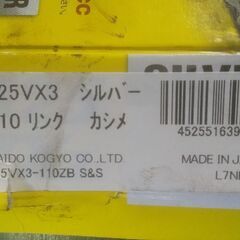 25VX3 シルバー
10 リンク カシメ
AIDO KOGYO CO.,LTD.
5VX3-110ZB S&S
452551639
MADE IN J
L7N